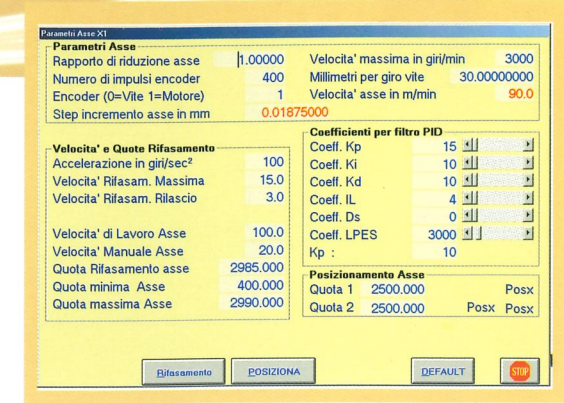 Parametri Asse X1
Parametri Asse
Rapporto di riduzione asse 1.00000
Numero di impulsi encoder 400
Encoder (0=Vite 1=Motore) 1
Step incremento asse in mm 0.01875000
Velocita' massima in giri/min 3000
Millimetri per giro vite 30.00000000
Velocita' asse in m/min 90.0
Velocita' e Quote Rifasamento
Accelerazione in giri/sec² 100
Velocita' Rifasam. Massima 15.0
Velocita' Rifasam. Rilascio 3.0
Velocita' di Lavoro Asse 100.0
Velocita' Manuale Asse 20.0
Quota Rifasamento asse 2985.000
Quota minima Asse 400.000
Quota massima Asse 2990.000
Coefficienti per filtro PID
Coeff. Kp 15
Coeff. Ki 10
Coeff. Kd 10
Coeff. IL 4
Coeff. Ds 0
Coeff. LPES 3000
Kp : 10
Posizionamento Asse
Quota 1 2500.000 Posx
Quota 2 2500.000 Posx Posx
Rifasamento POSIZIONA DEFAULT STOP